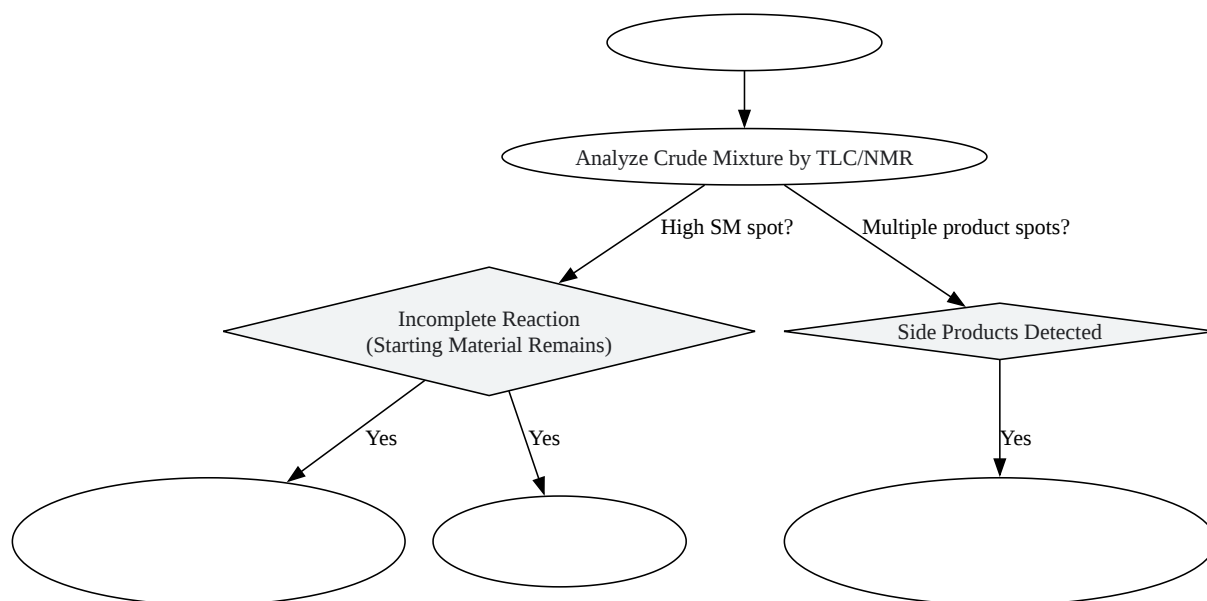 Analyze Crude Mixture by TLC/NMR
High SM spot?
Multiple product spots?
Incomplete Reaction
(Starting Material Remains)
Side Products Detected
Yes
Yes
Yes